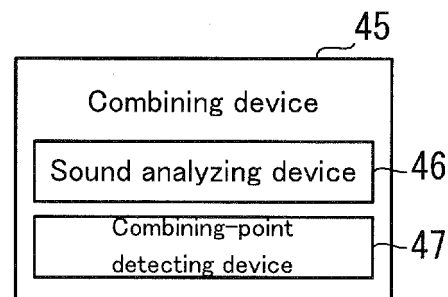 45
Combining device
Sound analyzing device
46
Combining-point
detecting device
47